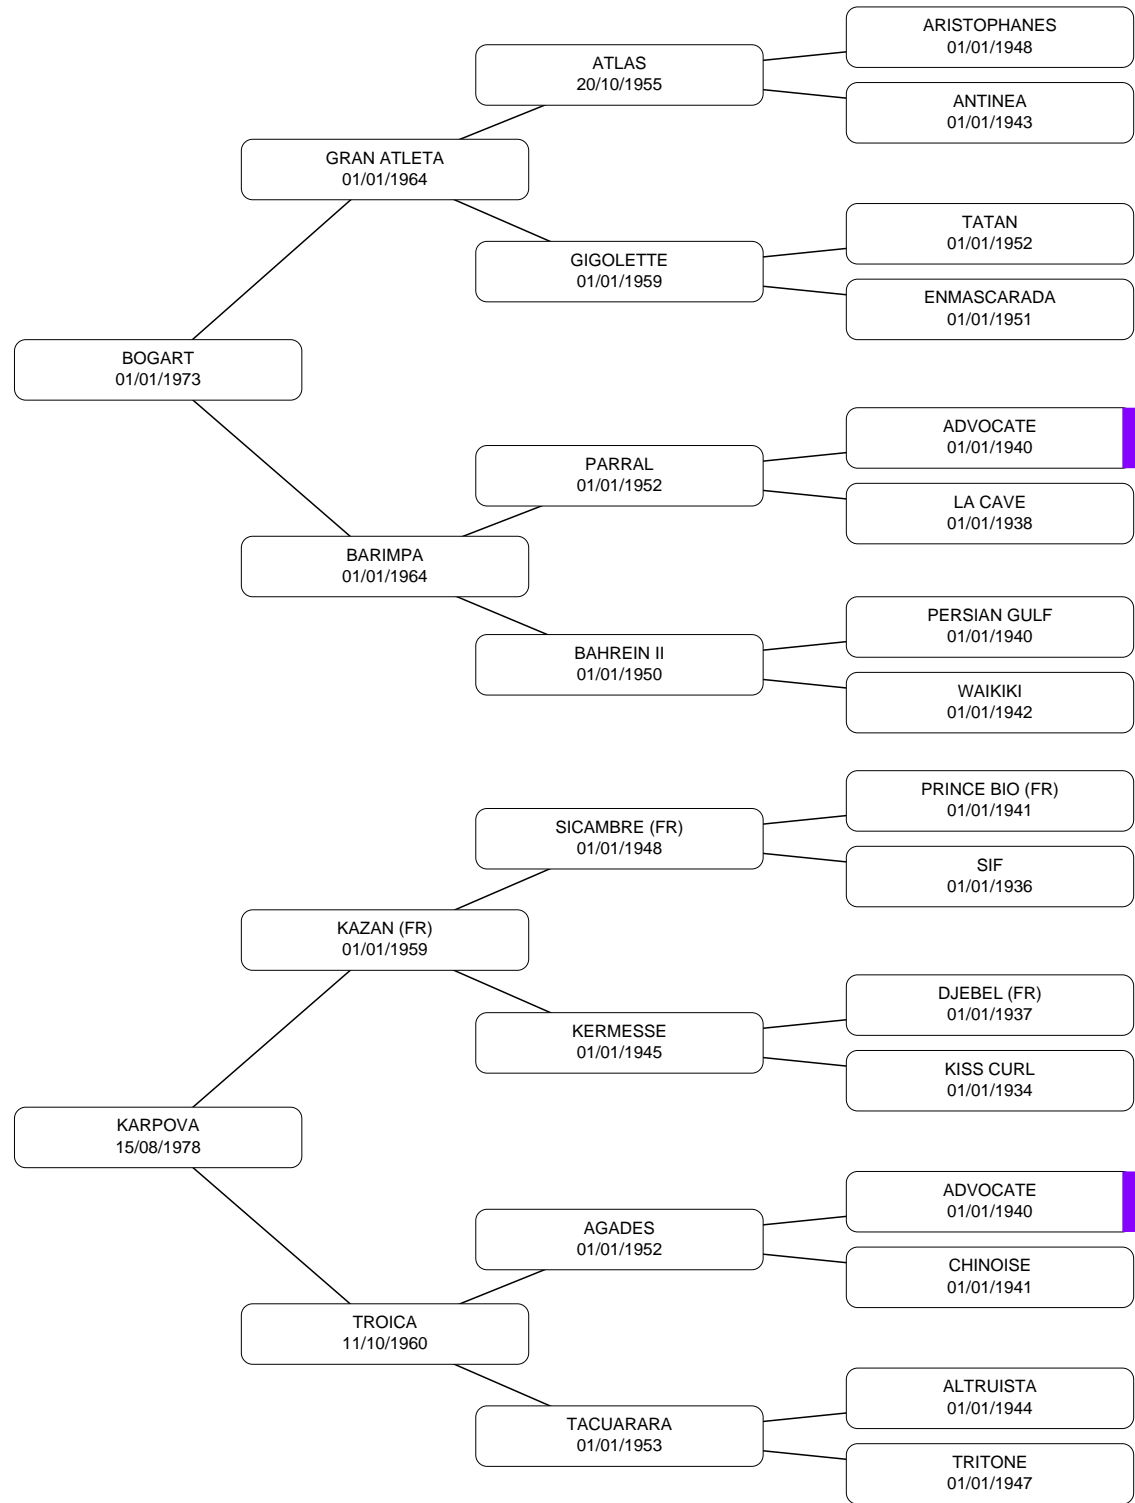 ARISTOPHANES
01/01/1948
ATLAS
20/10/1955
ANTINEA
01/01/1943
GRAN ATLETA
01/01/1964
TATAN
01/01/1952
GIGOLETTE
01/01/1959
ENMASCARADA
01/01/1951
BOGART
01/01/1973
ADVOCATE
01/01/1940
PARRAL
01/01/1952
LA CAVE
01/01/1938
BARIMPA
01/01/1964
PERSIAN GULF
01/01/1940
BAHREIN II
01/01/1950
WAIKIKI
01/01/1942
PRINCE BIO (FR)
01/01/1941
SICAMBRE (FR)
01/01/1948
SIF
01/01/1936
KAZAN (FR)
01/01/1959
DJEBEL (FR)
01/01/1937
KERMESSE
01/01/1945
KISS CURL
01/01/1934
KARPOVA
15/08/1978
ADVOCATE
01/01/1940
AGADES
01/01/1952
CHINOISE
01/01/1941
TROICA
11/10/1960
ALTRUISTA
01/01/1944
TACUARARA
01/01/1953
TRITONE
01/01/1947